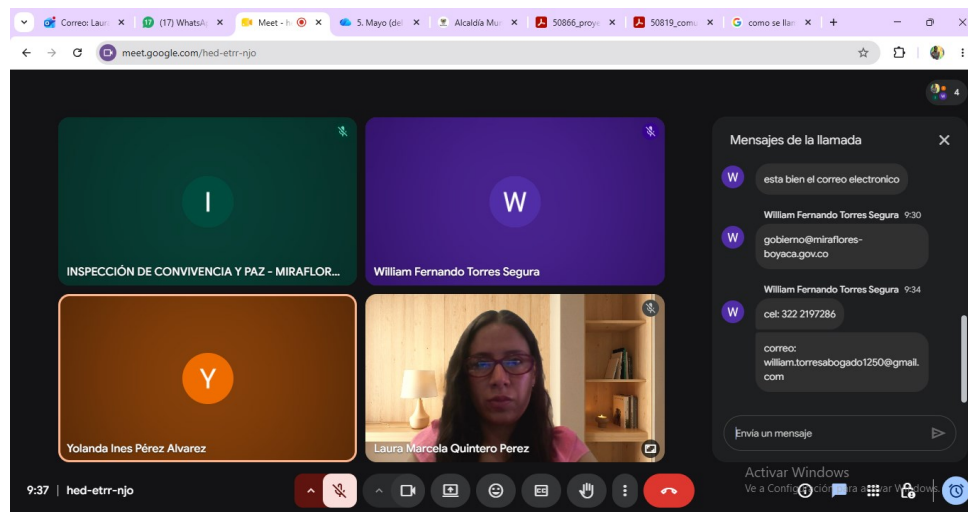 Correo: Laur
(17) WhatsA
Meet - h
5. Mayo (de
Alcaldía Mu
50866_proye
50819_comu
como se llam
meet.google.com/hed-etrr-njo
4
I
INSPECCIÓN DE CONVIVENCIA Y PAZ - MIRAFLOR...
W
William Fernando Torres Segura
Y
Yolanda Ines Pérez Alvarez
Laura Marcela Quintero Perez
Mensajes de la llamada
W
esta bien el correo electronico
William Fernando Torres Segura 9:30
W
gobierno@miraflores-
boyaca.gov.co
William Fernando Torres Segura 9:34
W
cel: 322 2197286
correo:
william.torresabogado1250@gmail.
com
Envía un mensaje
Activar Windows
Ve a Configuración para activar Windows.
9:37 | hed-etrr-njo